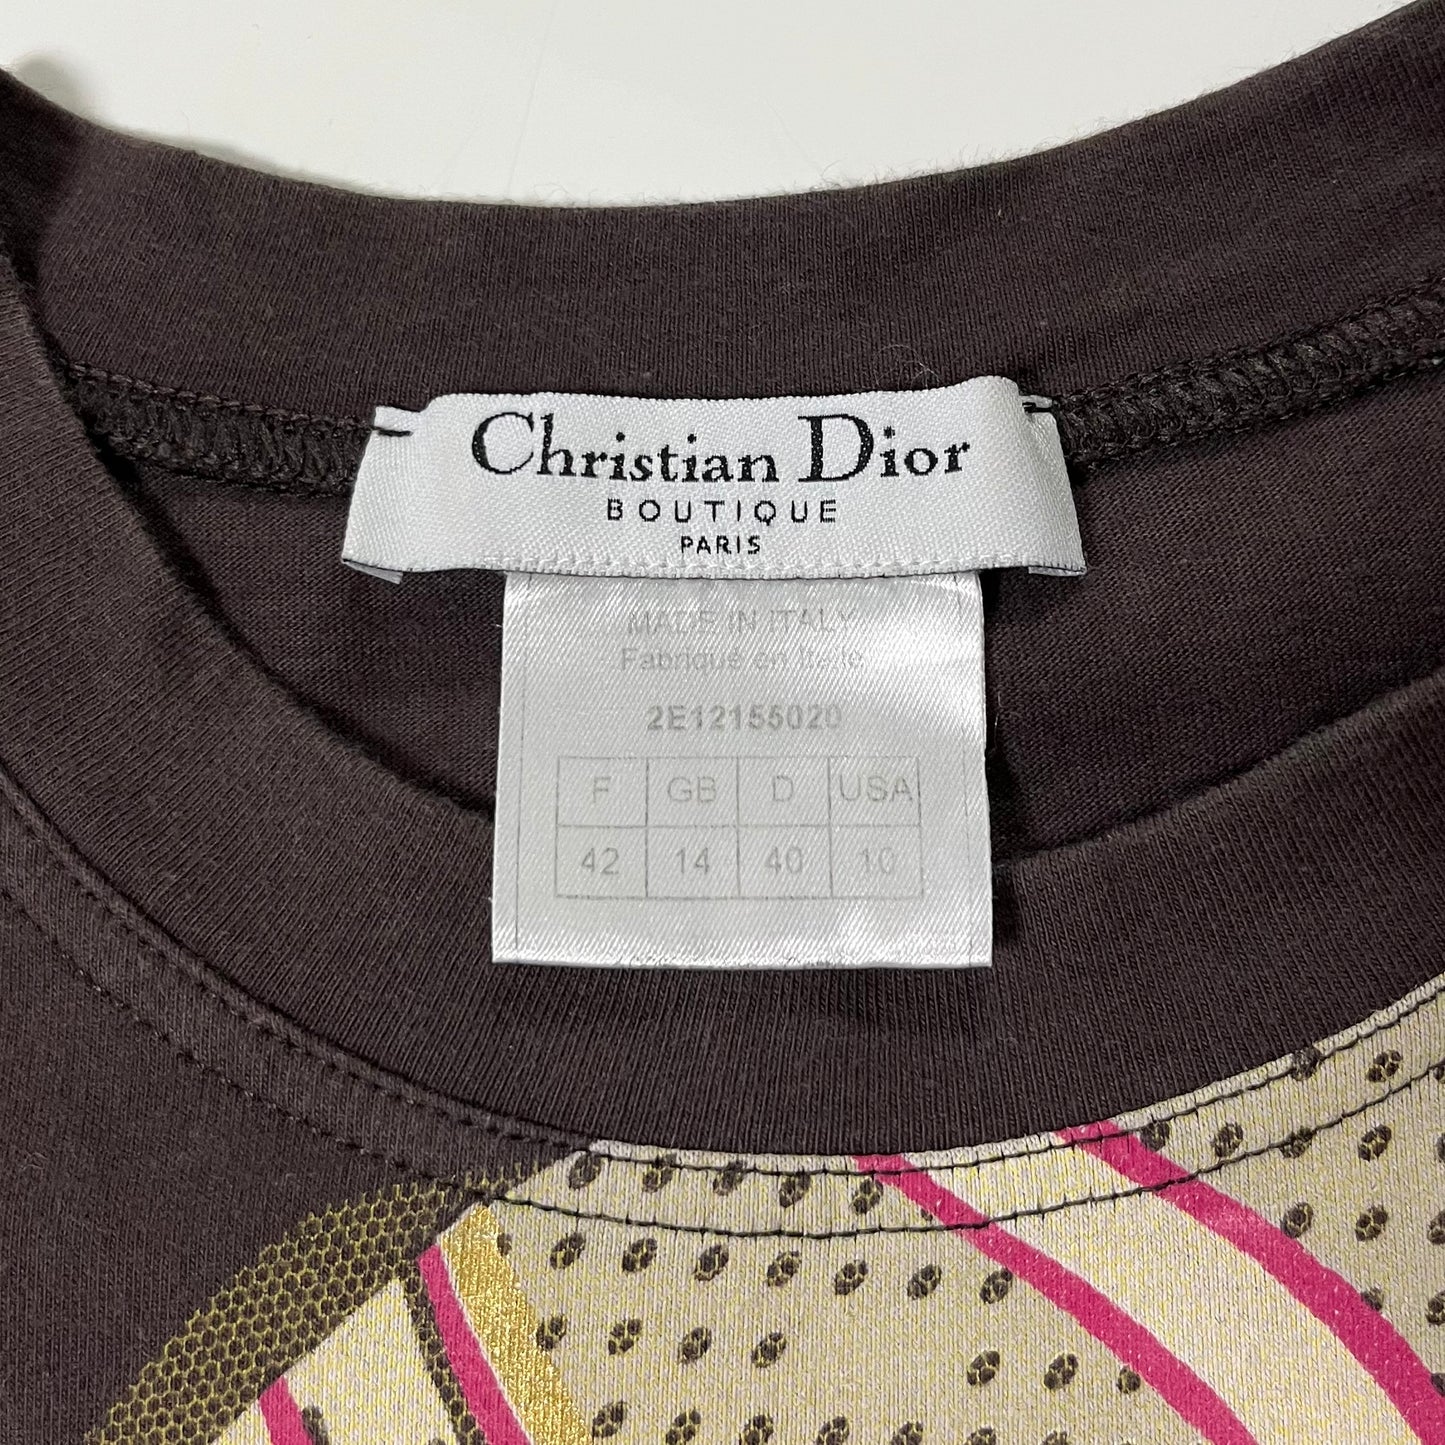 Christian Dior
BOUTIQUE
PARIS
MADE IN ITALY
Fabriqué en Italie
2E12155020
F GB D USA
42 14 40 10